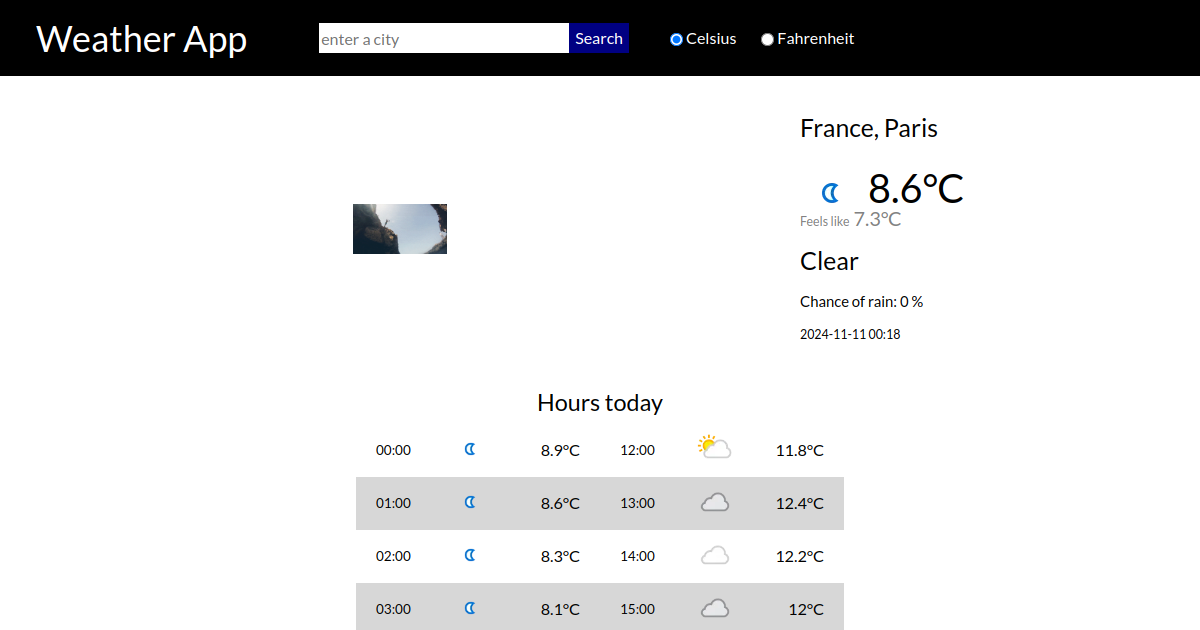 Weather App
enter a city Search Celsius Fahrenheit
France, Paris
8.6°C
Feels like 7.3°C
Clear
Chance of rain: 0 %
2024-11-11 00:18
Hours today
00:00 8.9°C 12:00 11.8°C
01:00 8.6°C 13:00 12.4°C
02:00 8.3°C 14:00 12.2°C
03:00 8.1°C 15:00 12°C